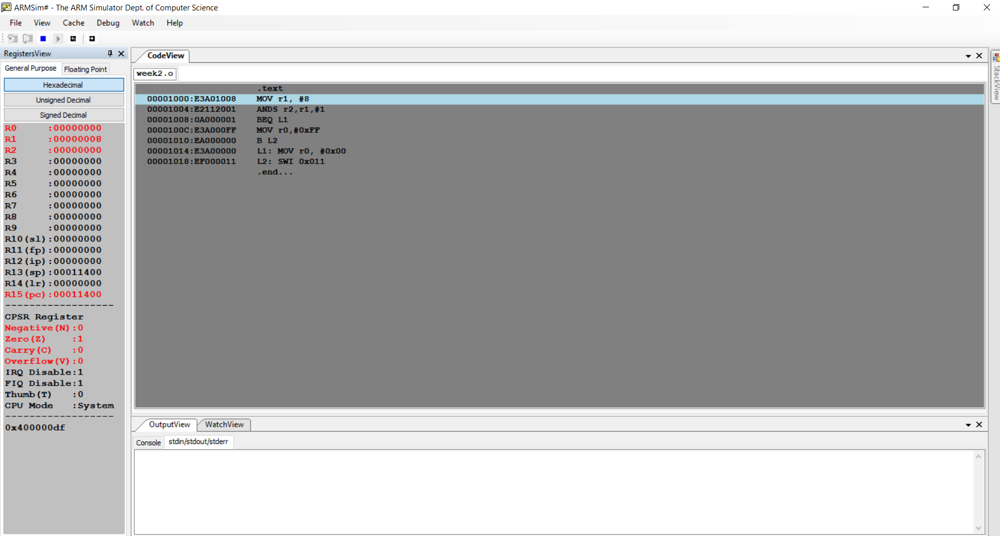 ARMSim# - The ARM Simulator Dept. of Computer Science
File View Cache Debug Watch Help
RegistersView
General Purpose Floating Point
Hexadecimal
Unsigned Decimal
Signed Decimal
R0 :00000000
R1 :00000008
R2 :00000000
R3 :00000000
R4 :00000000
R5 :00000000
R6 :00000000
R7 :00000000
R8 :00000000
R9 :00000000
R10(sl):00000000
R11(fp):00000000
R12(ip):00000000
R13(sp):00011400
R14(lr):00000000
R15(pc):00011400
------------------
CPSR Register
Negative(N):0
Zero(Z) :1
Carry(C) :0
Overflow(V):0
IRQ Disable:1
FIQ Disable:1
Thumb(T) :0
CPU Mode :System
------------------
0x400000df
CodeView
week2.o
.text
00001000:E3A01008 MOV r1, #8
00001004:E2112001 ANDS r2,r1,#1
00001008:0A000001 BEQ L1
0000100C:E3A000FF MOV r0,#0xFF
00001010:EA000000 B L2
00001014:E3A00000 L1: MOV r0, #0x00
00001018:EF000011 L2: SWI 0x011
.end...
OutputView WatchView
Console stdin/stdout/stderr
StackView